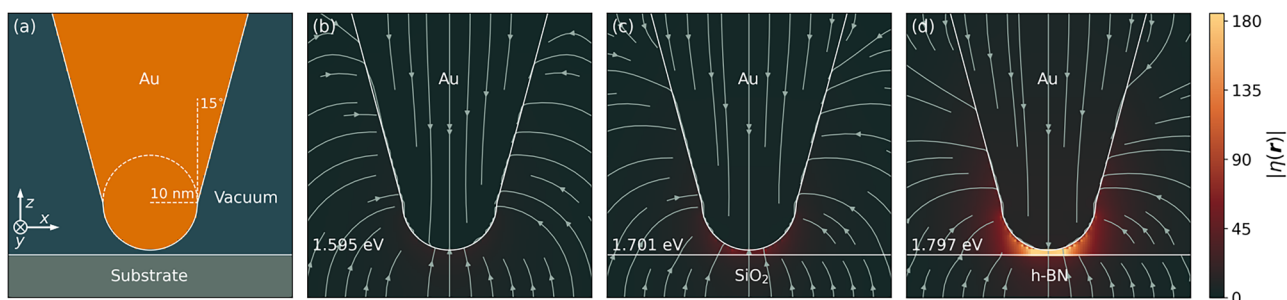 (a)
Au
15°
10 nm
Vacuum
z
x
y
Substrate
(b)
Au
1.595 eV
(c)
Au
1.701 eV
SiO₂
(d)
Au
1.797 eV
h-BN
180
135
90
45
0
|η(r)|